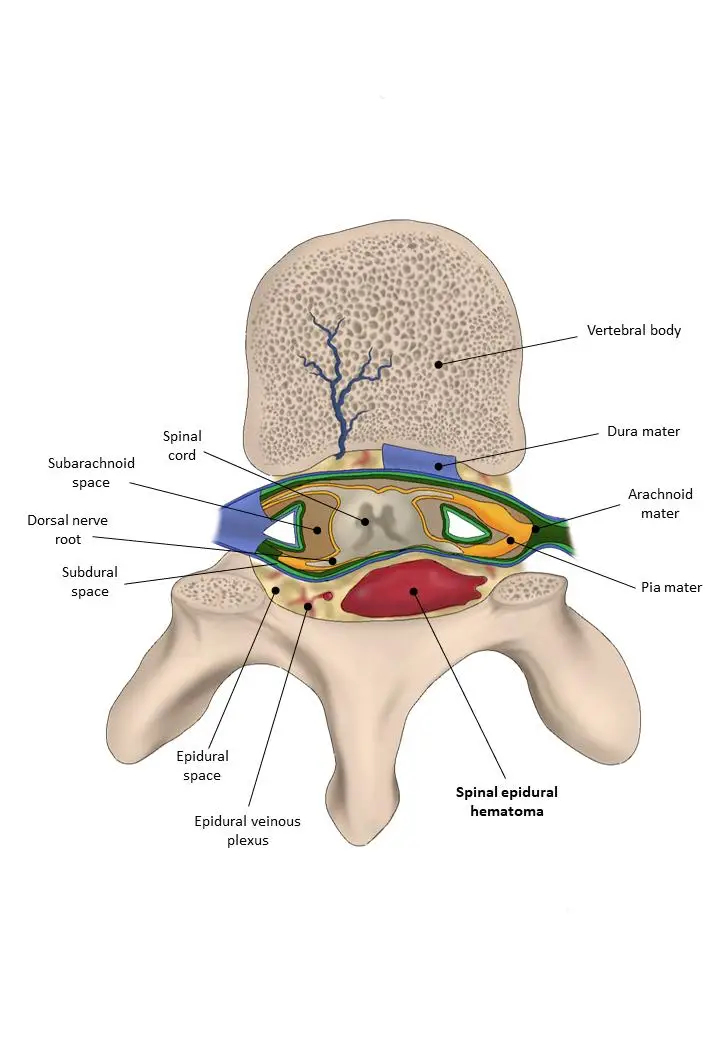 Vertebral body
Dura mater
Spinal
cord
Subarachnoid
space
Arachnoid
mater
Dorsal nerve
root
Subdural
space
Pia mater
Epidural
space
Spinal epidural
hematoma
Epidural veinous
plexus